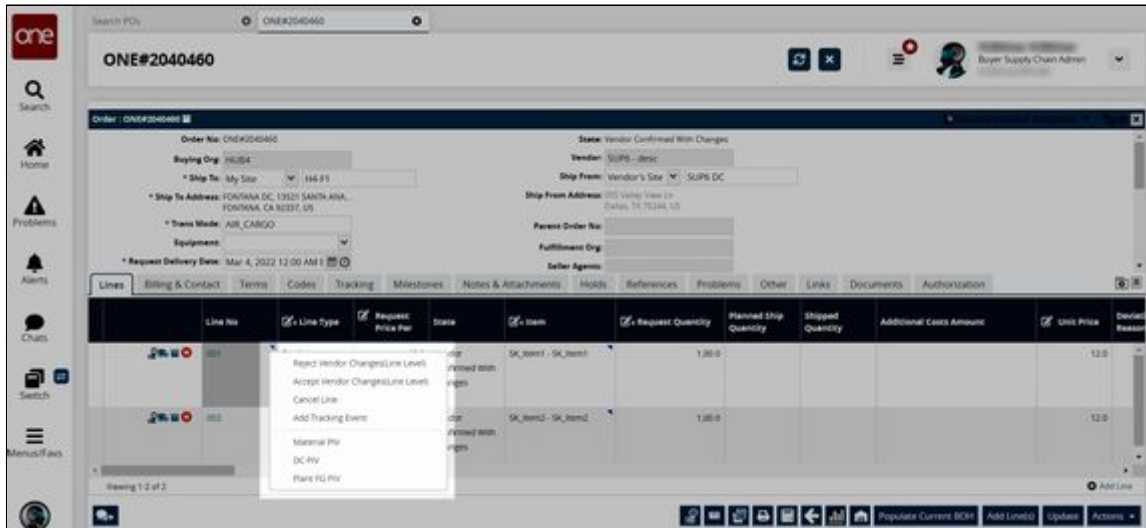 one
Search POs
ONE#2040460
ONE#2040460
Buyer Supply Chain Admin
Search
Home
Problems
Alerts
Chats
Switch
Menus/Favs
Order : ONE#2040460
Order No: ONE#2040460
State: Vendor Confirmed With Changes
Buying Org: HUB4
Vendor: SUP6 - desc
* Ship To: My Site H4-F1
Ship From: Vendor's Site SUP6 DC
* Ship To Address: FONTANA DC, 13521 SANTA ANA...
FONTANA, CA 92337, US
Ship From Address: Valley View Ln
Dallas, TX 75244, US
* Trans Mode: AIR_CARGO
Parent Order No:
Equipment:
Fulfillment Org:
* Request Delivery Date: Mar 4, 2022 12:00 AM
Seller Agents:
Lines Billing & Contact Terms Codes Tracking Milestones Notes & Attachments Holds References Problems Other Links Documents Authorization
Line No * Line Type Request Price Per State * Item * Request Quantity Planned Ship Quantity Shipped Quantity Additional Costs Amount Unit Price
001 SK_Item1 - SK_Item1 1,00.0 12.0
Reject Vendor Changes(Line Level)
Accept Vendor Changes(Line Level)
Cancel Line
Add Tracking Event
002 SK_Item2 - SK_Item2 1,00.0 12.0
Material PIV
DC PIV
Plant FG PIV
Viewing 1-2 of 2
Add Line
Populate Current BOH Add Line(s) Update Actions